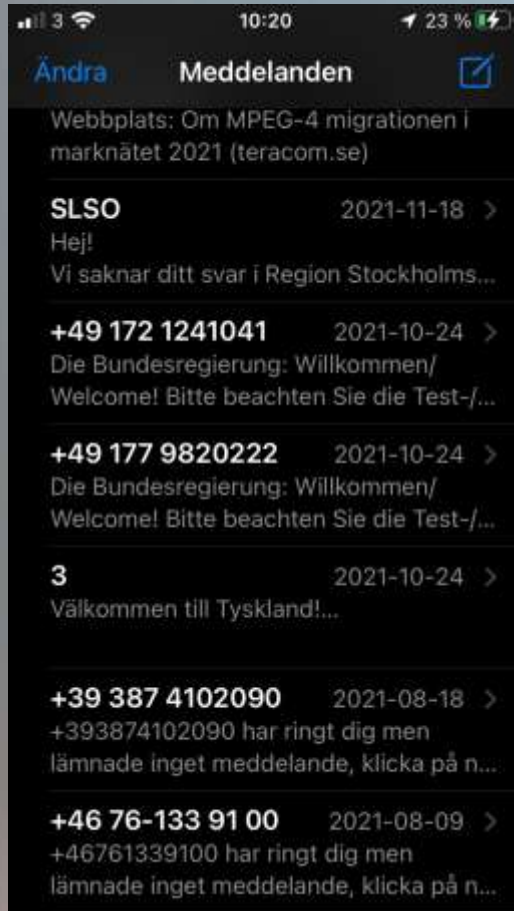 3 10:20 23 %
Ändra Meddelanden
Webbplats: Om MPEG-4 migrationen i
marknätet 2021 (teracom.se)
SLSO 2021-11-18
Hej!
Vi saknar ditt svar i Region Stockholms...
+49 172 1241041 2021-10-24
Die Bundesregierung: Willkommen/
Welcome! Bitte beachten Sie die Test-/...
+49 177 9820222 2021-10-24
Die Bundesregierung: Willkommen/
Welcome! Bitte beachten Sie die Test-/...
3 2021-10-24
Välkommen till Tyskland!...
+39 387 4102090 2021-08-18
+393874102090 har ringt dig men
lämnade inget meddelande, klicka på n...
+46 76-133 91 00 2021-08-09
+46761339100 har ringt dig men
lämnade inget meddelande, klicka på n...